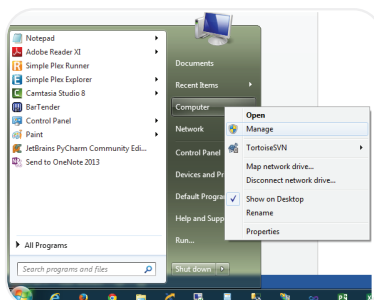 Notepad
Adobe Reader XI
Simple Plex Runner
Simple Plex Explorer
Camtasia Studio 8
BarTender
Control Panel
Paint
JetBrains PyCharm Community Edi...
Send to OneNote 2013
All Programs
Search programs and files
Documents
Recent Items
Computer
Network
Control Panel
Devices and Pr
Default Progra
Help and Supp
Run...
Shut down
Open
Manage
TortoiseSVN
Map network drive...
Disconnect network drive...
Show on Desktop
Rename
Properties